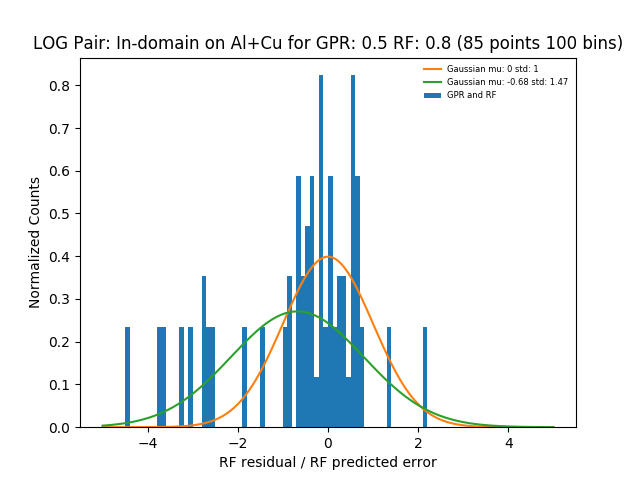 LOG Pair: In-domain on Al+Cu for GPR: 0.5 RF: 0.8 (85 points 100 bins)
Gaussian mu: 0 std: 1
Gaussian mu: -0.68 std: 1.47
GPR and RF
Normalized Counts
0.8
0.7
0.6
0.5
0.4
0.3
0.2
0.1
0.0
−4 −2 0 2 4
RF residual / RF predicted error